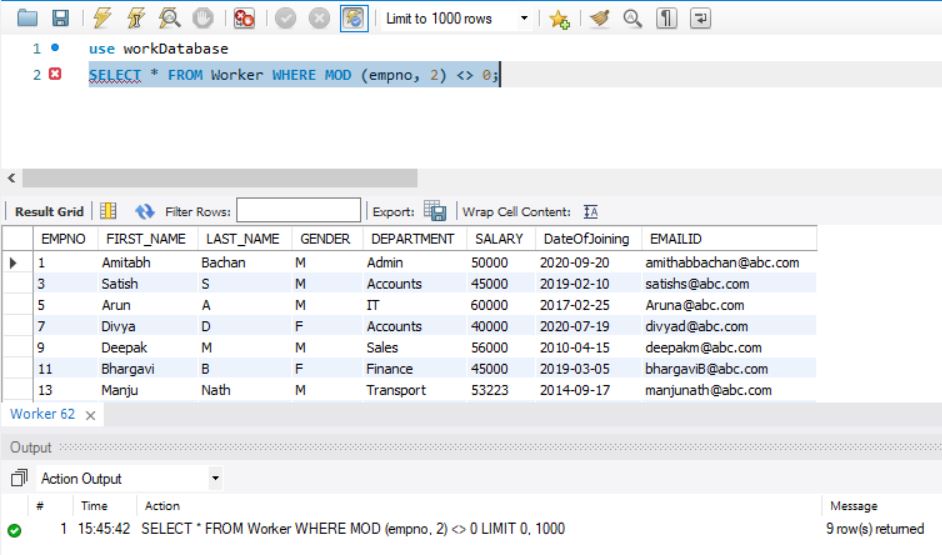 Limit to 1000 rows
1 use workDatabase
2 SELECT * FROM Worker WHERE MOD (empno, 2) <> 0;
Result Grid Filter Rows: Export: Wrap Cell Content:
EMPNO FIRST_NAME LAST_NAME GENDER DEPARTMENT SALARY DateOfJoining EMAILID
1 Amitabh Bachan M Admin 50000 2020-09-20 amithabbachan@abc.com
3 Satish S M Accounts 45000 2019-02-10 satishs@abc.com
5 Arun A M IT 60000 2017-02-25 Aruna@abc.com
7 Divya D F Accounts 40000 2020-07-19 divyad@abc.com
9 Deepak M M Sales 56000 2010-04-15 deepakm@abc.com
11 Bhargavi B F Finance 45000 2019-03-05 bhargaviB@abc.com
13 Manju Nath M Transport 53223 2014-09-17 manjunath@abc.com
Worker 62
Output
Action Output
# Time Action Message
1 15:45:42 SELECT * FROM Worker WHERE MOD (empno, 2) <> 0 LIMIT 0, 1000 9 row(s) returned